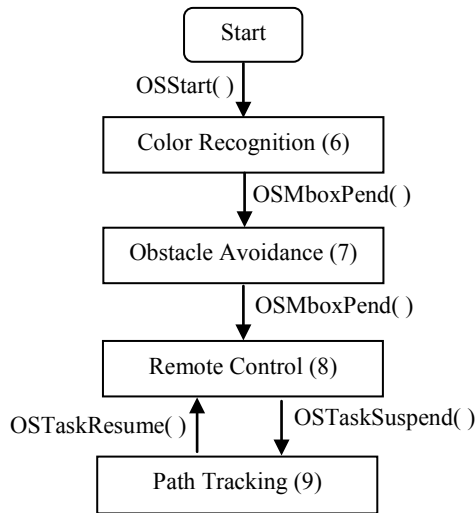 Start
OSStart( )
Color Recognition (6)
OSMboxPend( )
Obstacle Avoidance (7)
OSMboxPend( )
Remote Control (8)
OSTaskResume( )
OSTaskSuspend( )
Path Tracking (9)